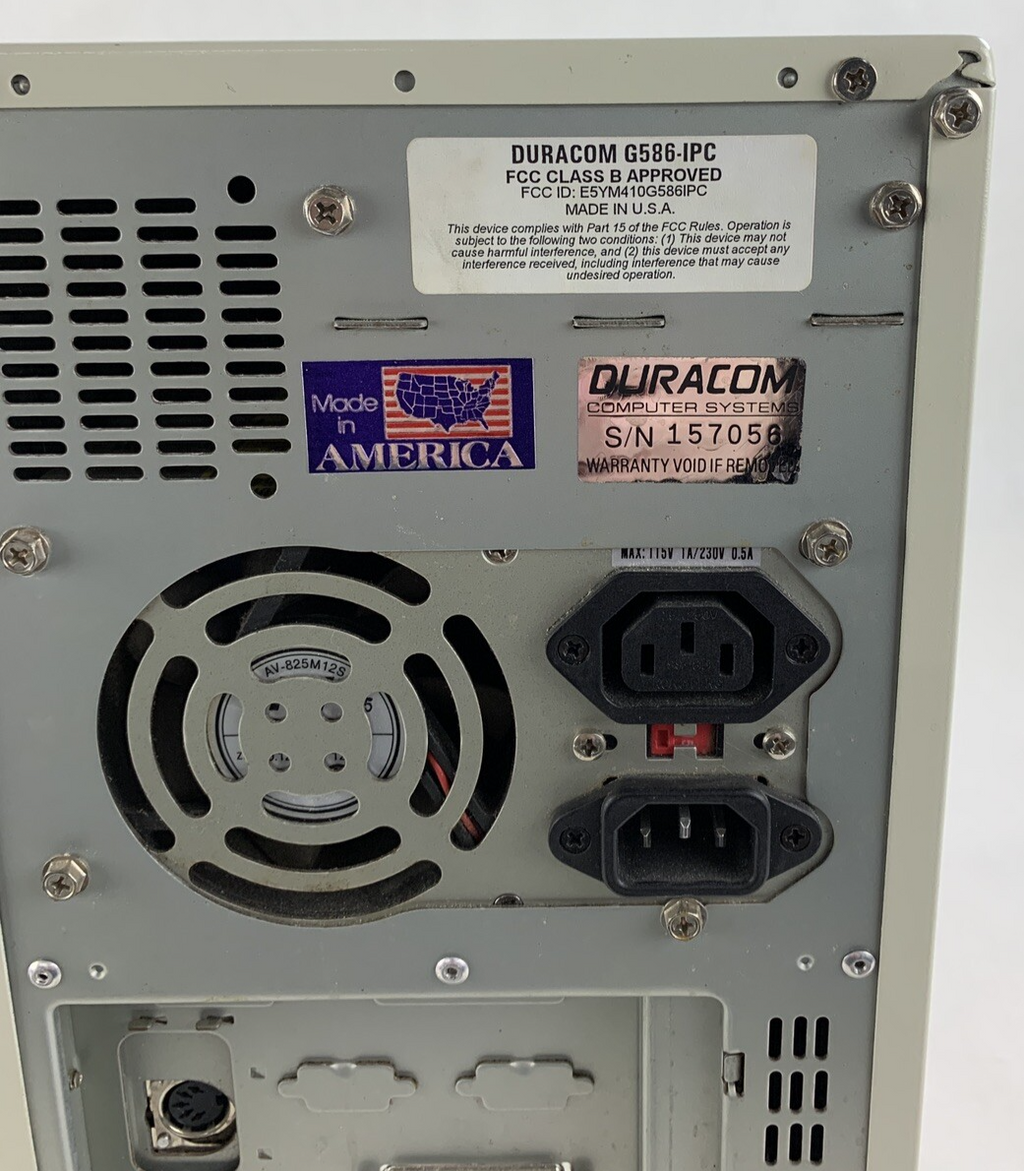 DURACOM G586-IPC
FCC CLASS B APPROVED
FCC ID: E5YM410G586IPC
MADE IN U.S.A.
This device complies with Part 15 of the FCC Rules. Operation is
subject to the following two conditions: (1) This device may not
cause harmful interference, and (2) this device must accept any
interference received, including interference that may cause
undesired operation.
Made
in
AMERICA
DURACOM
COMPUTER SYSTEMS
S/N 157056
WARRANTY VOID IF REMOVED
MAX: 115V 1A/230V 0.5A
AV-825M12S
5